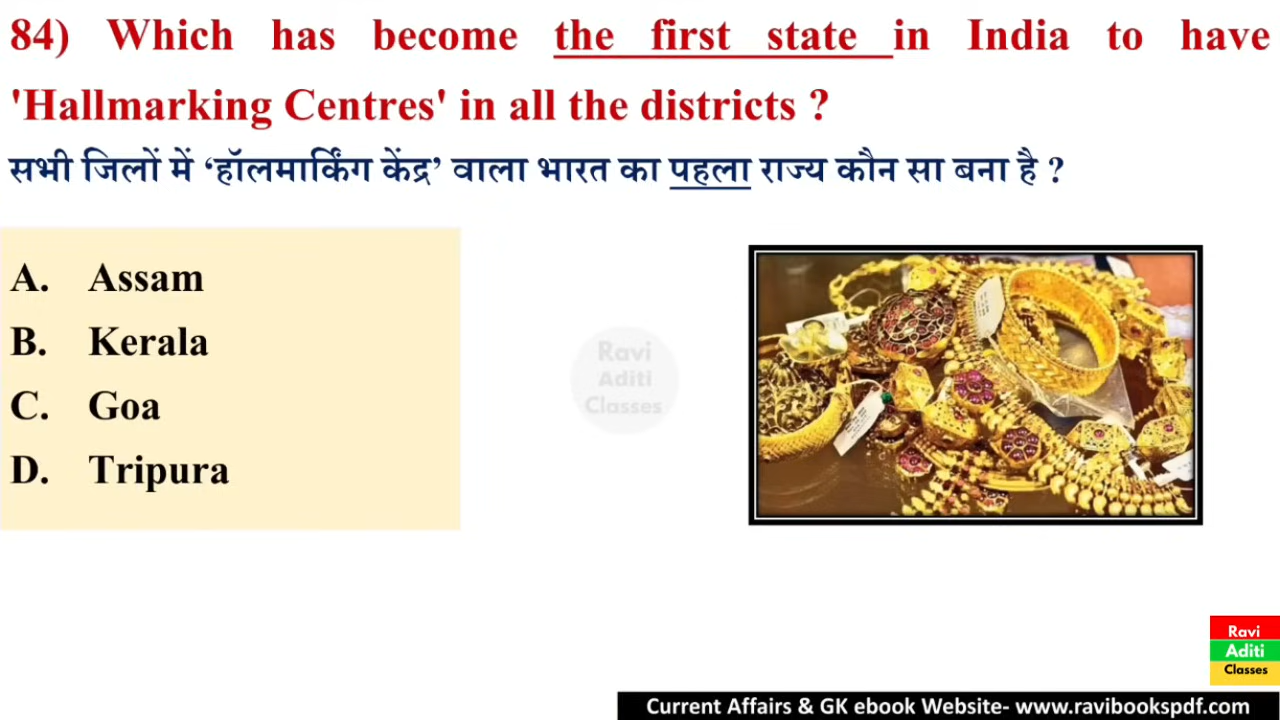 84) Which has become the first state in India to have
'Hallmarking Centres' in all the districts ?
सभी जिलों में ‘हॉलमार्किंग केंद्र’ वाला भारत का पहला राज्य कौन सा बना है ?
A. Assam
B. Kerala
C. Goa
D. Tripura
Ravi
Aditi
Classes
Ravi
Aditi
Classes
Current Affairs & GK ebook Website- www.ravibookspdf.com